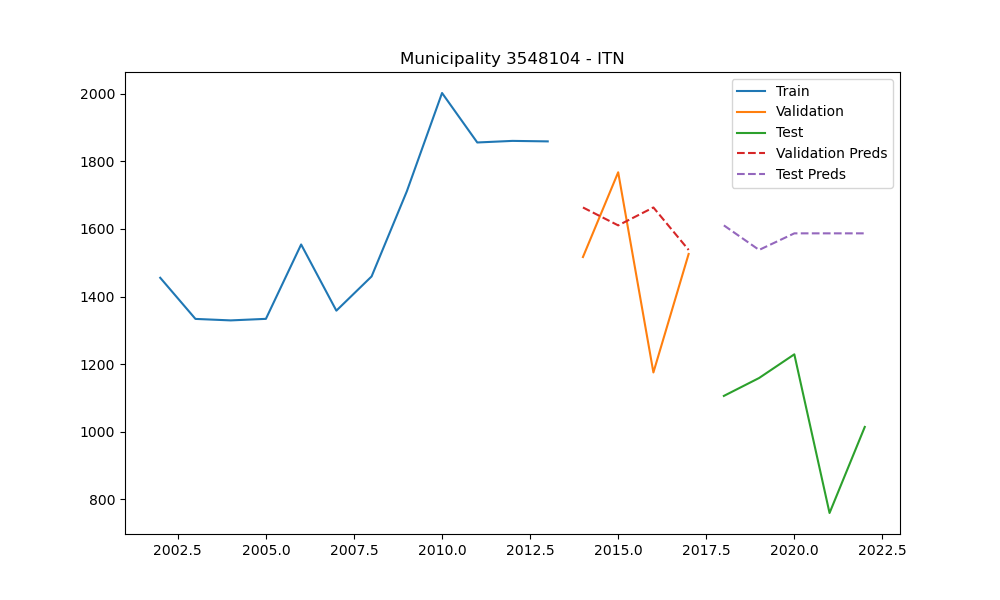 Municipality 3548104 - ITN
Train
Validation
Test
Validation Preds
Test Preds
2000
1800
1600
1400
1200
1000
800
2002.5 2005.0 2007.5 2010.0 2012.5 2015.0 2017.5 2020.0 2022.5